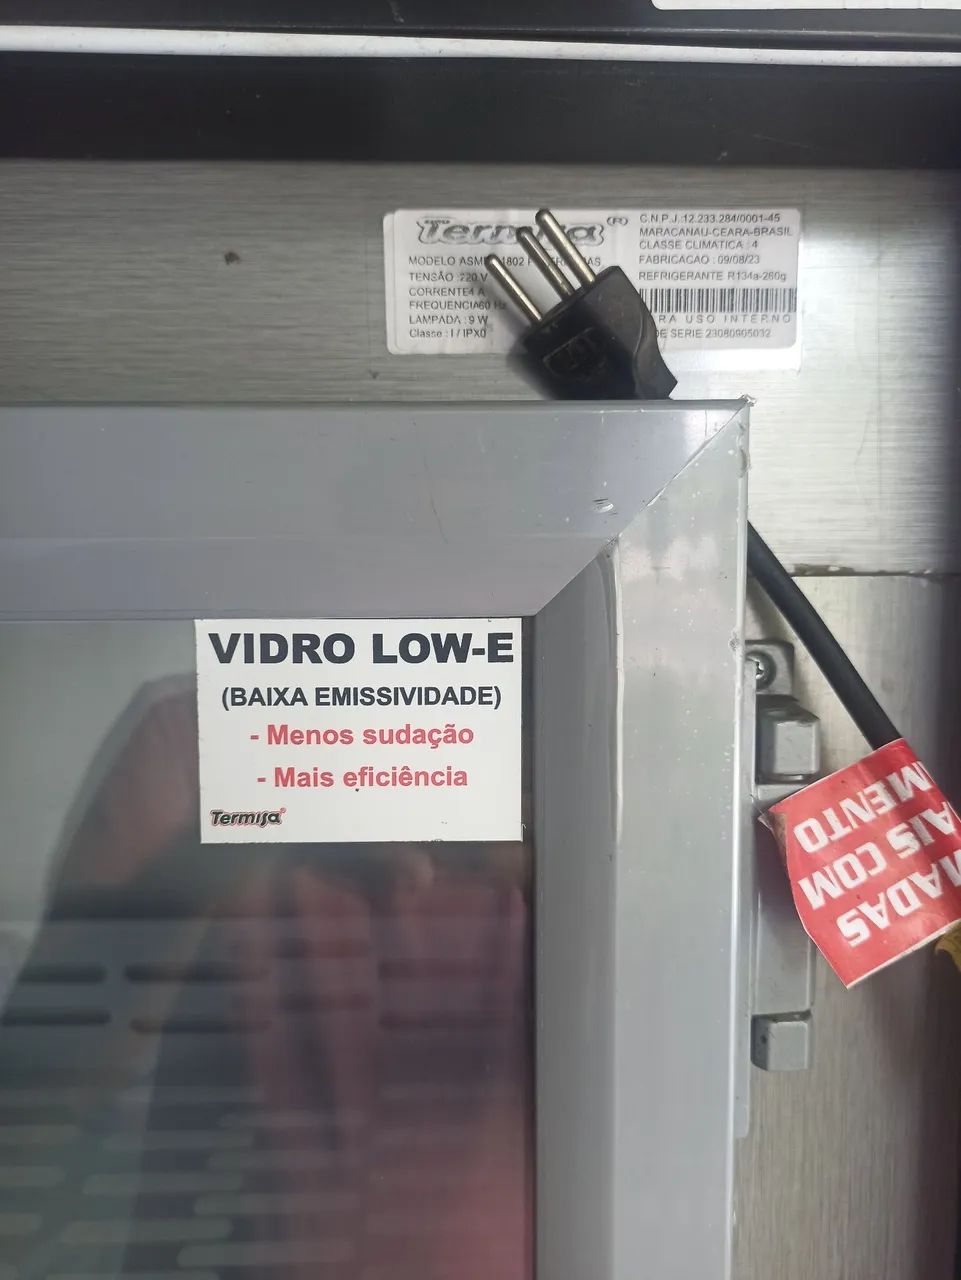 Termisa®
MODELO ASM 1802
TENSÃO :220 V
CORRENTE4 A
FREQUENCIA60 Hz
LAMPADA : 9 W
Classe : I / IPX0
C.N.P.J.:12.233.284/0001-45
MARACANAU-CEARA-BRASIL
CLASSE CLIMATICA : 4
FABRICACAO : 09/08/23
REFRIGERANTE R134a-260g
USO INTERNO
DE SERIE 23080905032
VIDRO LOW-E
(BAIXA EMISSIVIDADE)
- Menos sudação
- Mais eficiência
Termisa®
MADAS
AIS COM
MENTO